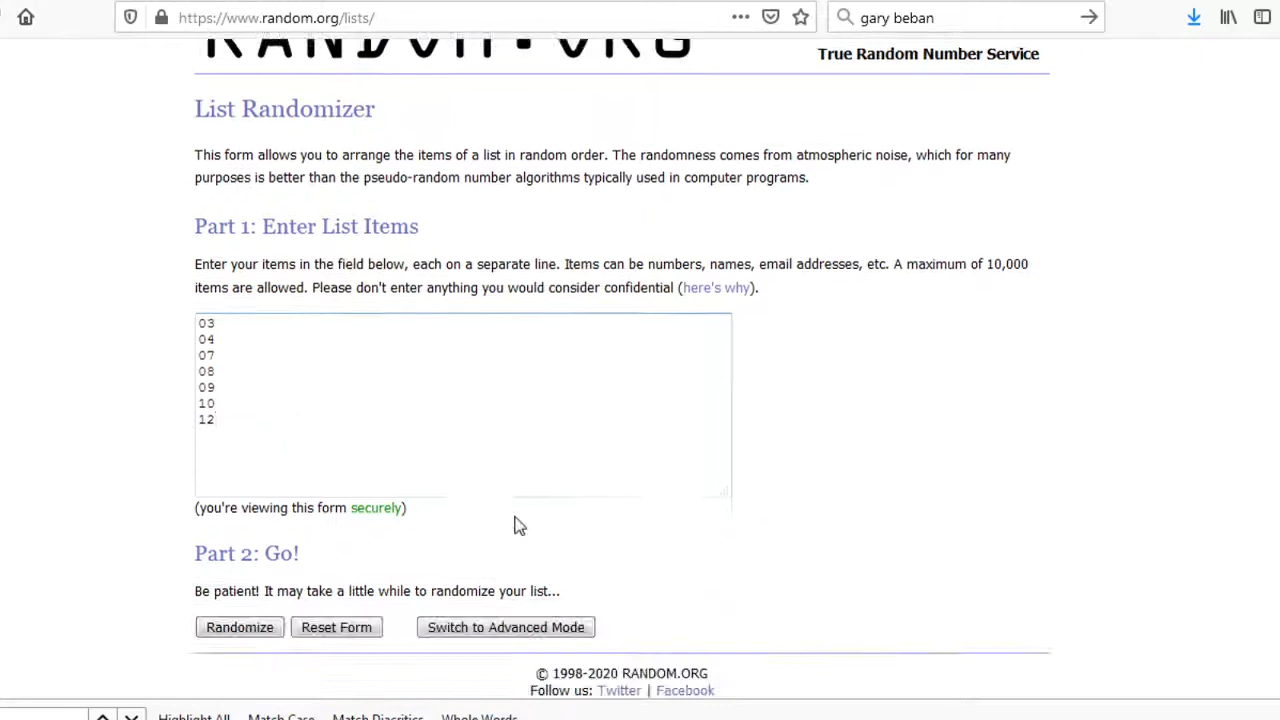 https://www.random.org/lists/
gary beban
RANDOM.ORG
True Random Number Service
List Randomizer
This form allows you to arrange the items of a list in random order. The randomness comes from atmospheric noise, which for many
purposes is better than the pseudo-random number algorithms typically used in computer programs.
Part 1: Enter List Items
Enter your items in the field below, each on a separate line. Items can be numbers, names, email addresses, etc. A maximum of 10,000
items are allowed. Please don't enter anything you would consider confidential (here's why).
03
04
07
08
09
10
12
(you're viewing this form securely)
Part 2: Go!
Be patient! It may take a little while to randomize your list...
Randomize Reset Form Switch to Advanced Mode
© 1998-2020 RANDOM.ORG
Follow us: Twitter | Facebook
Highlight All Match Case Match Diacritics Whole Words